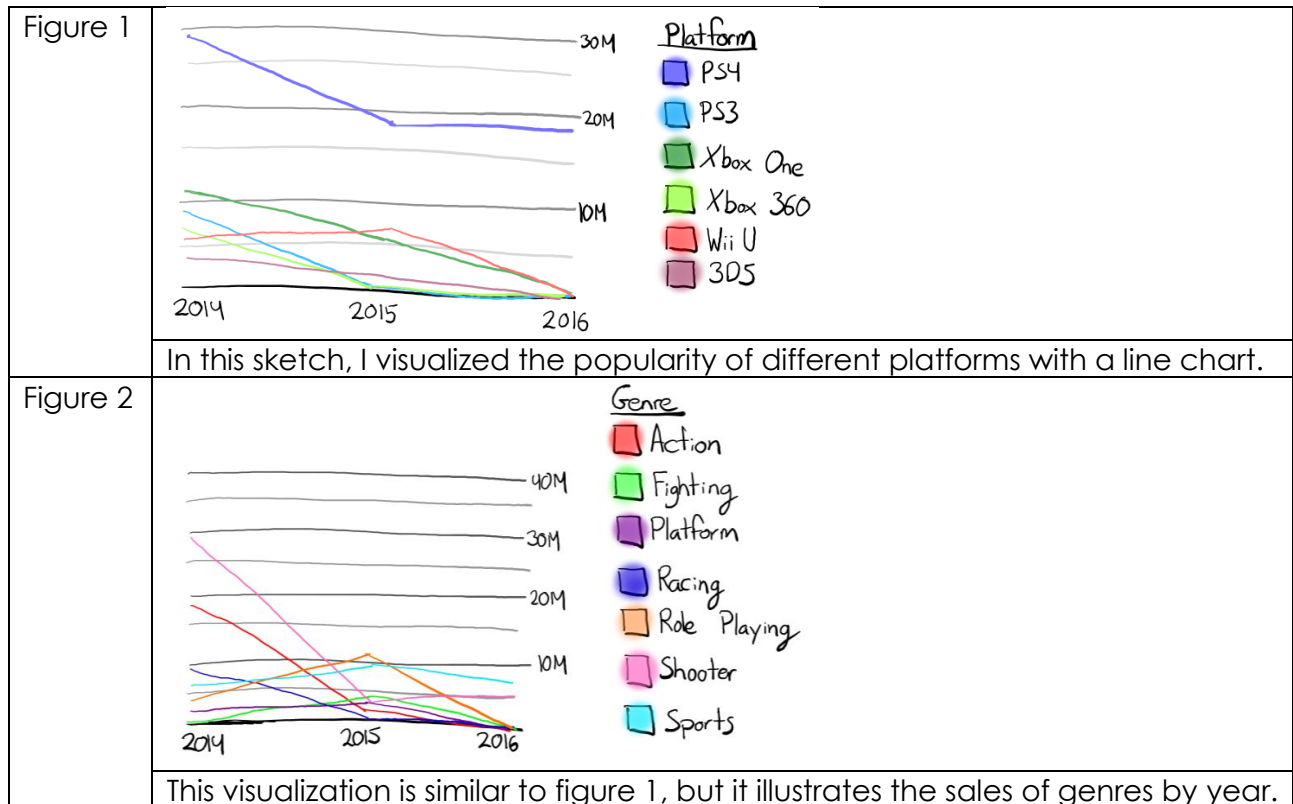 Figure 1
30M
20M
10M
2014
2015
2016
Platform
PS4
PS3
Xbox One
Xbox 360
Wii U
3DS
In this sketch, I visualized the popularity of different platforms with a line chart.
Figure 2
40M
30M
20M
10M
2014
2015
2016
Genre
Action
Fighting
Platform
Racing
Role Playing
Shooter
Sports
This visualization is similar to figure 1, but it illustrates the sales of genres by year.